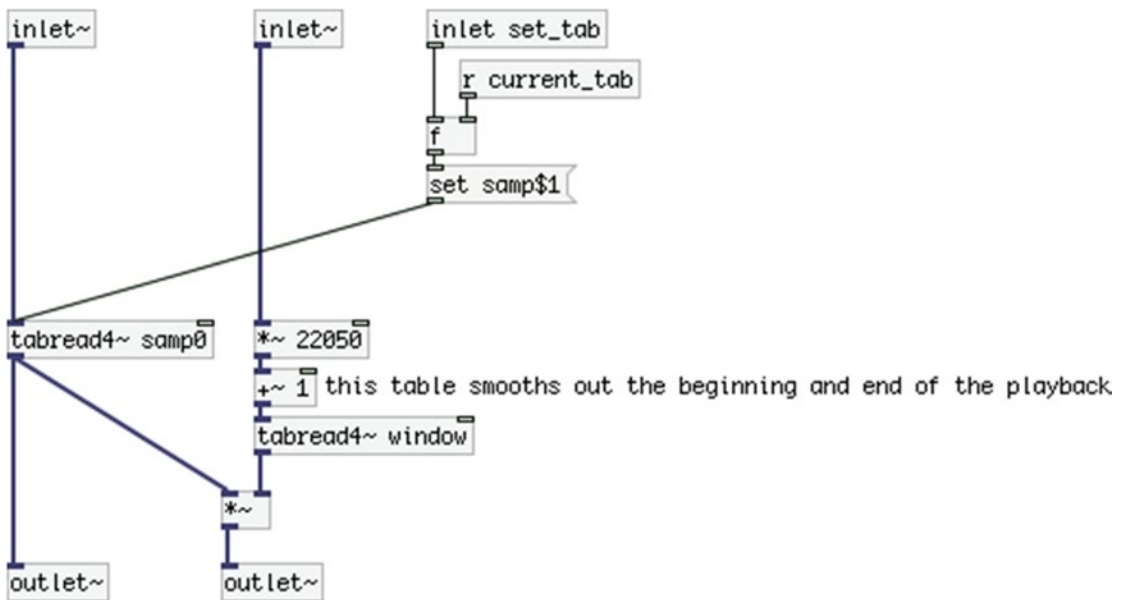 inlet~
inlet~
inlet set_tab
r current_tab
f
set samp$1
tabread4~ samp0
*~ 22050
+~ 1
this table smooths out the beginning and end of the playback
tabread4~ window
*~
outlet~
outlet~